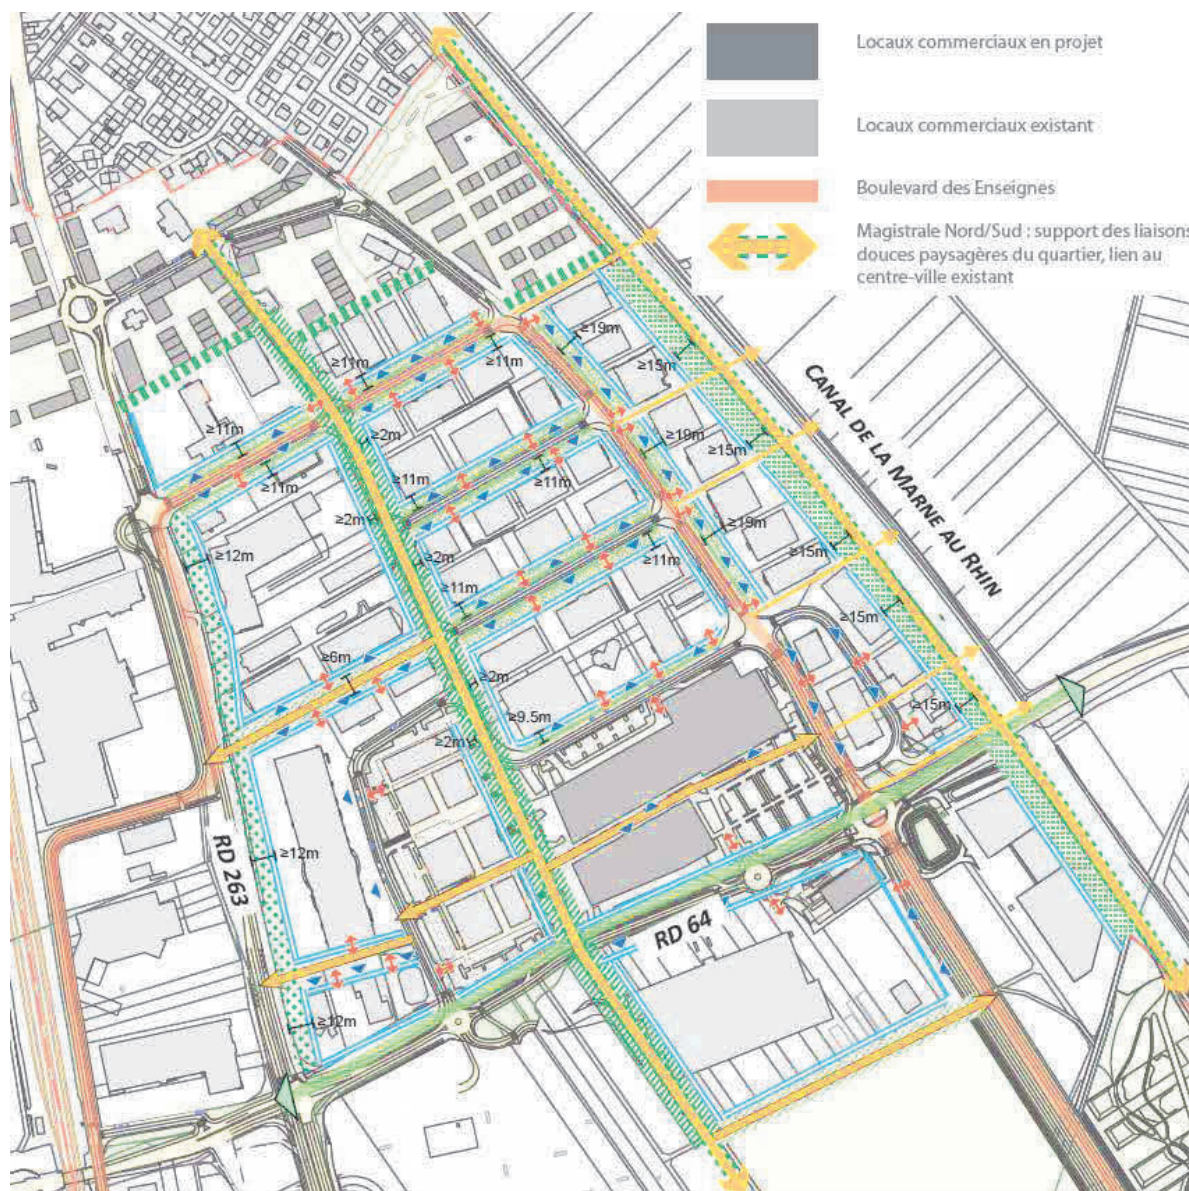 Locaux commerciaux en projet
Locaux commerciaux existant
Boulevard des Enseignes
Magistrale Nord/Sud : support des liaisons
douces paysagères du quartier, lien au
centre-ville existant
≥19m
≥11m
≥11m
≥15m
CANAL DE LA MARNE AU RHIN
≥11m
≥2m
≥19m
≥15m
≥11m
≥11m
≥11m
≥2m
≥19m
≥12m
≥2m
≥11m
≥15m
≥11m
≥15m
≥6m
≥2m
≥15m
≥9.5m
≥2m
RD 263
≥12m
RD 64
≥12m